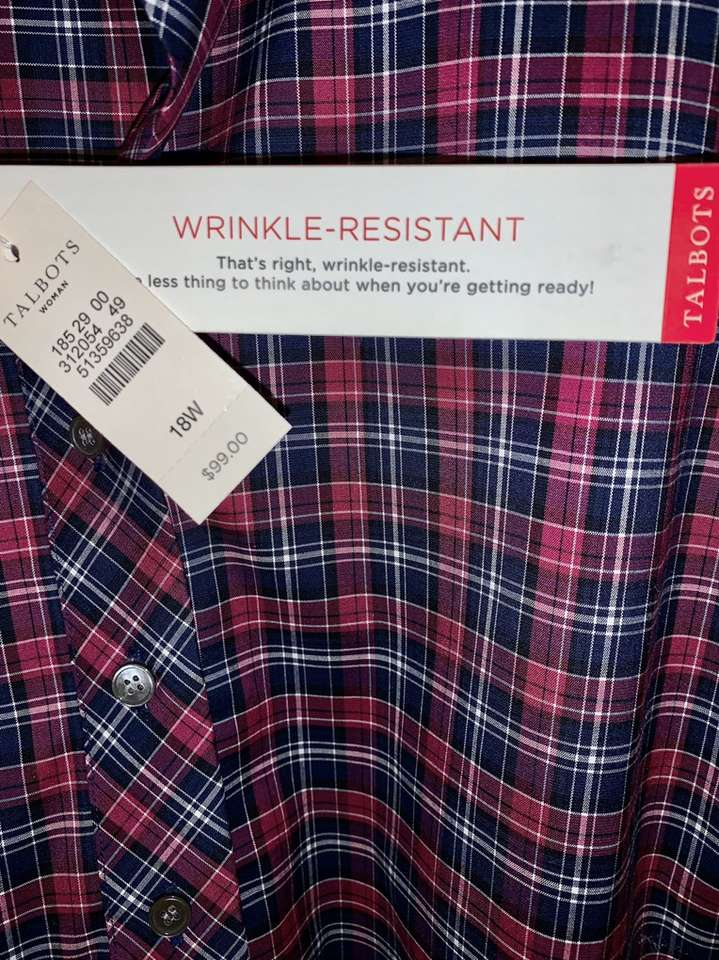 WRINKLE-RESISTANT
That's right, wrinkle-resistant.
less thing to think about when you're getting ready!
TALBOTS
TALBOTS
WOMAN
185 29 00
312054 49
51359638
18W
$99.00